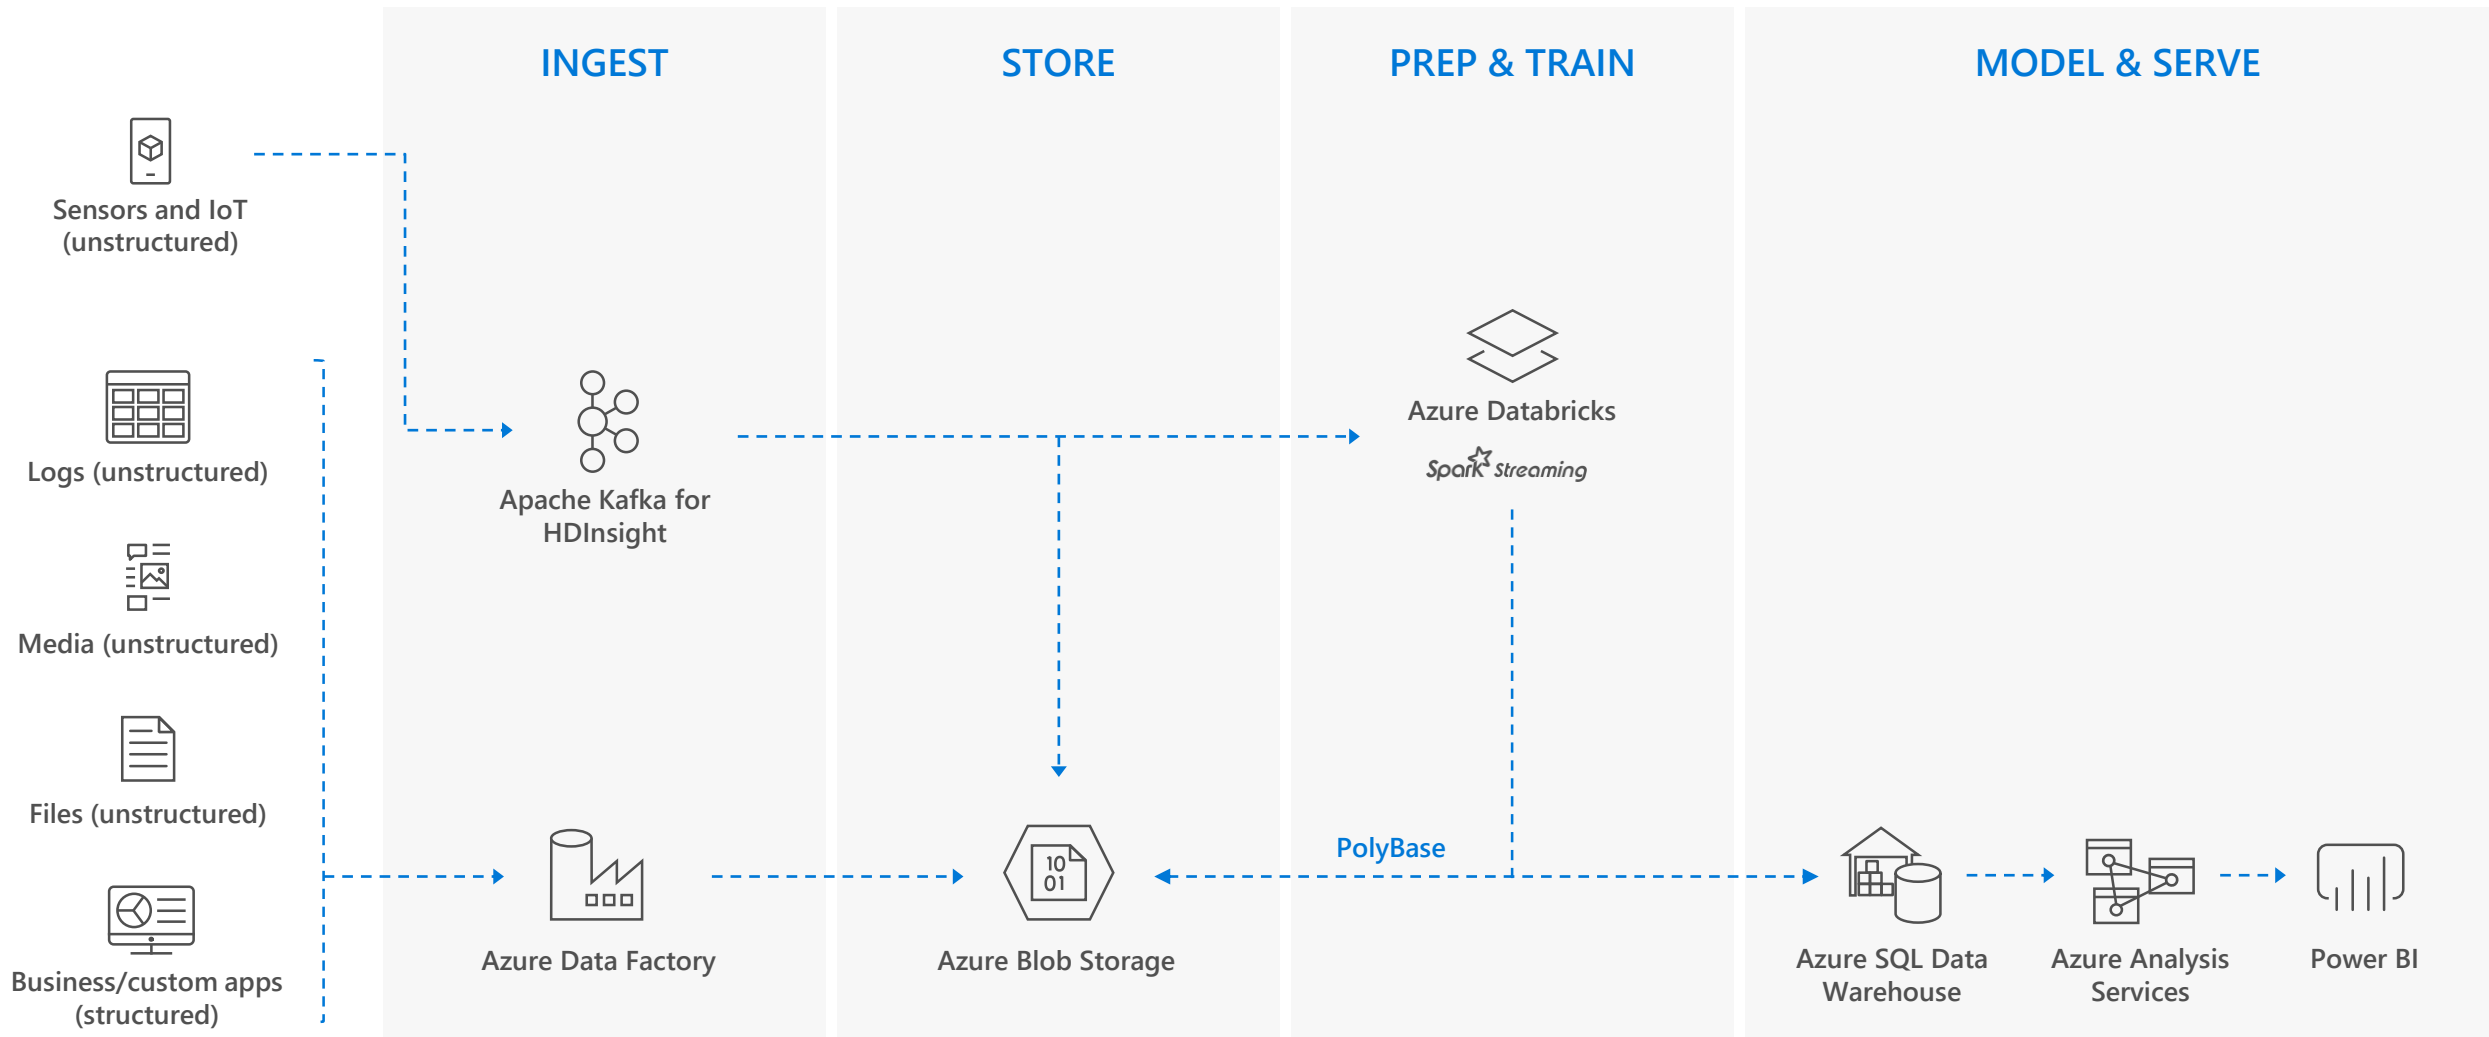 INGEST
STORE
PREP & TRAIN
MODEL & SERVE
Sensors and IoT
(unstructured)
Logs (unstructured)
Media (unstructured)
Files (unstructured)
Business/custom apps
(structured)
Apache Kafka for
HDInsight
Azure Data Factory
10
01
Azure Blob Storage
Azure Databricks
Spark Streaming
PolyBase
Azure SQL Data
Warehouse
Azure Analysis
Services
Power BI